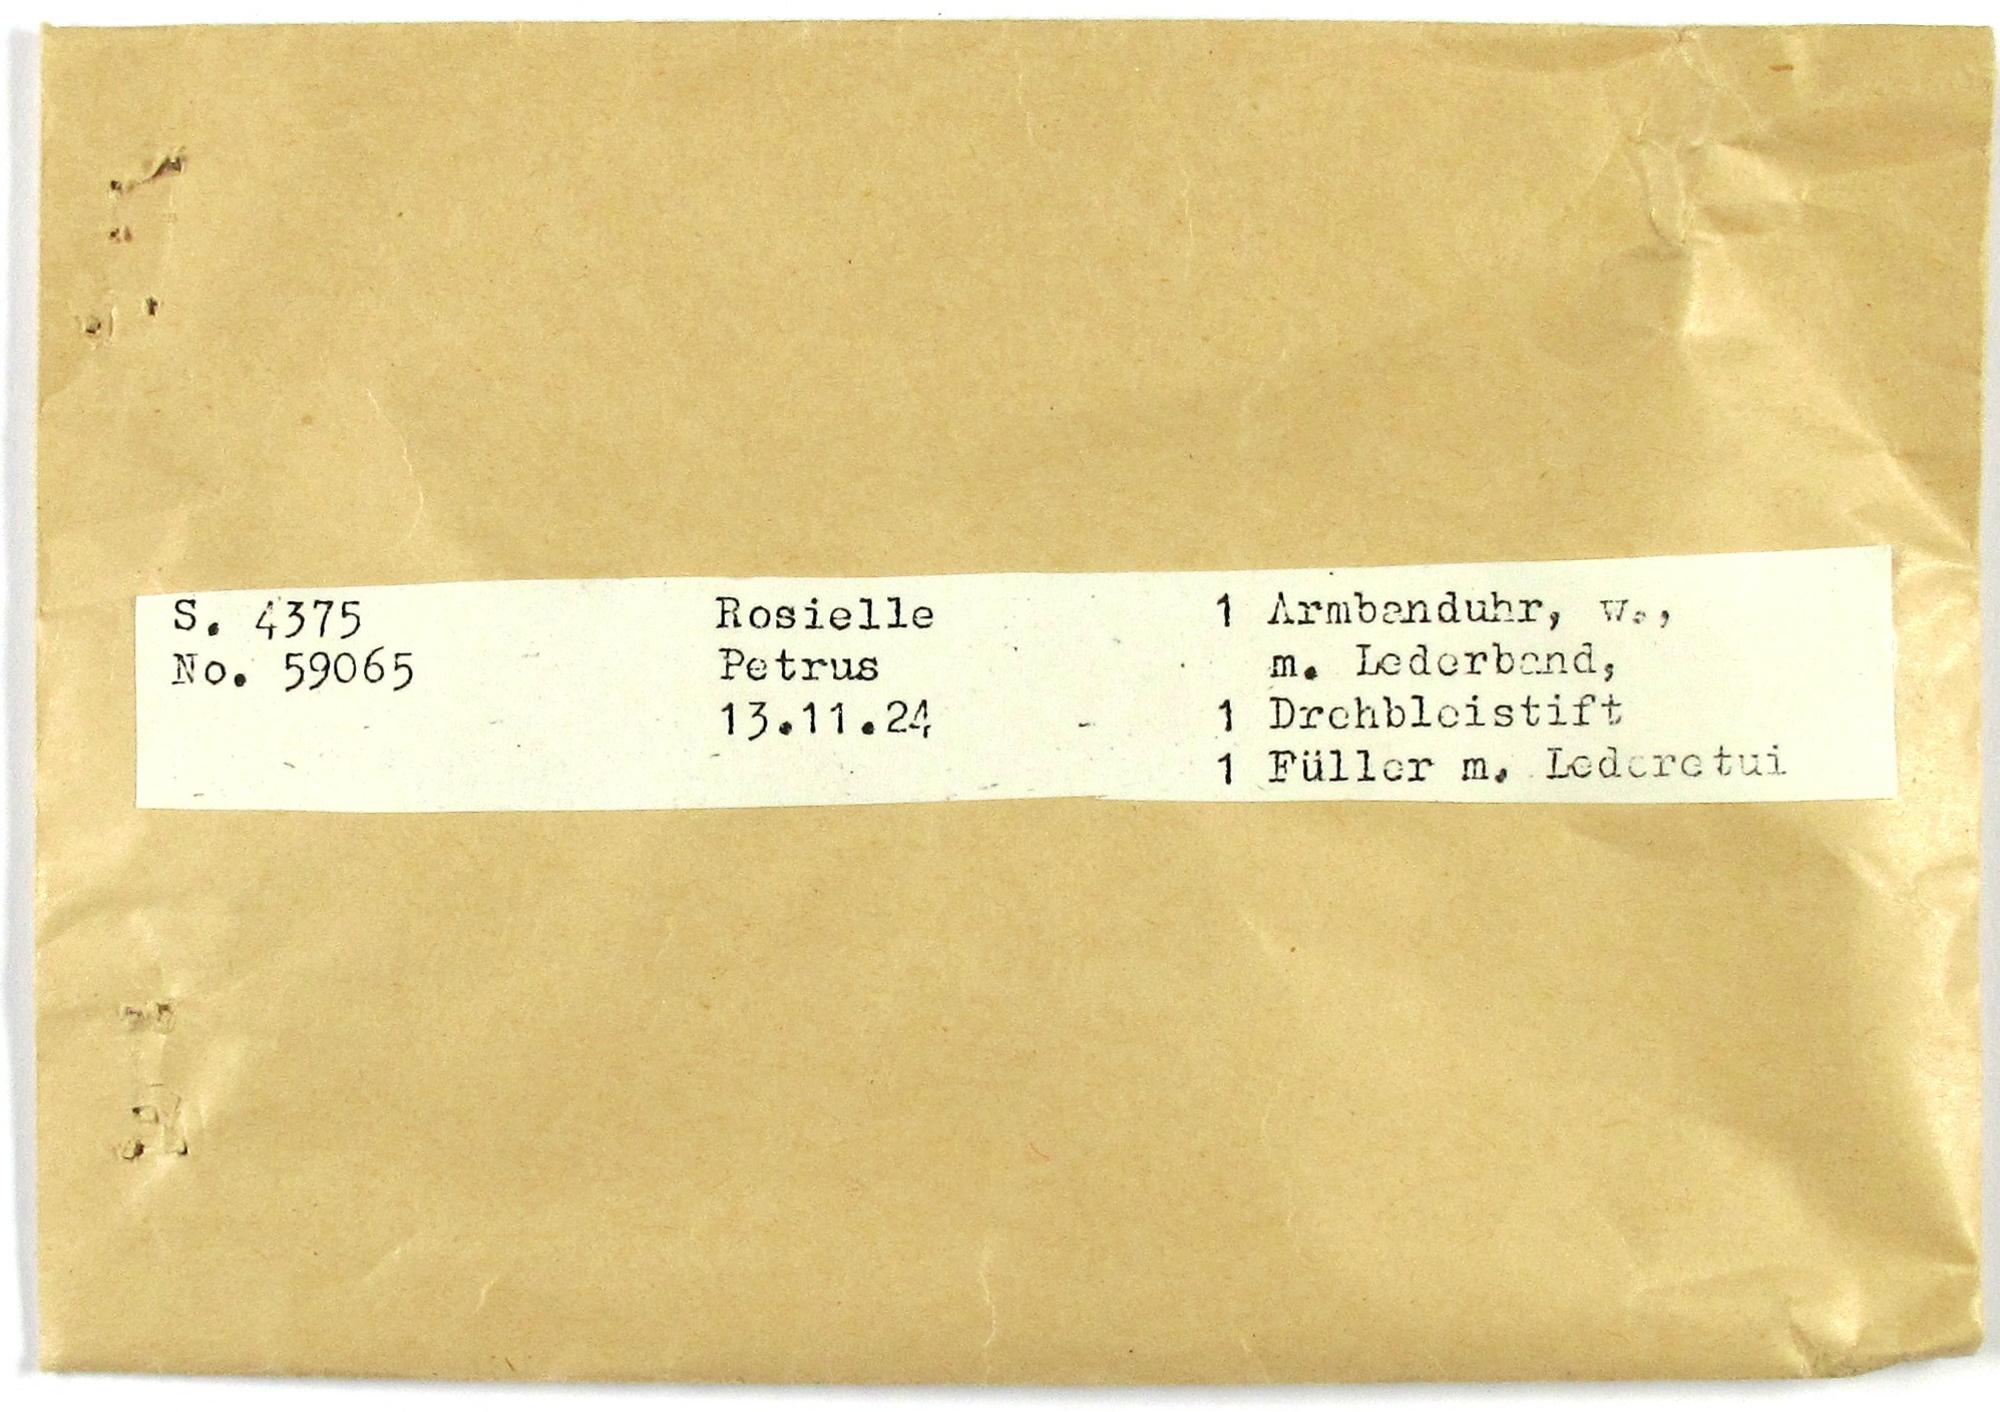 S. 4375
No. 59065
Rosielle
Petrus
13.11.24
1 Armbanduhr, w.,
m. Lederband,
1 Drehbleistift
1 Füller m. Lederetui